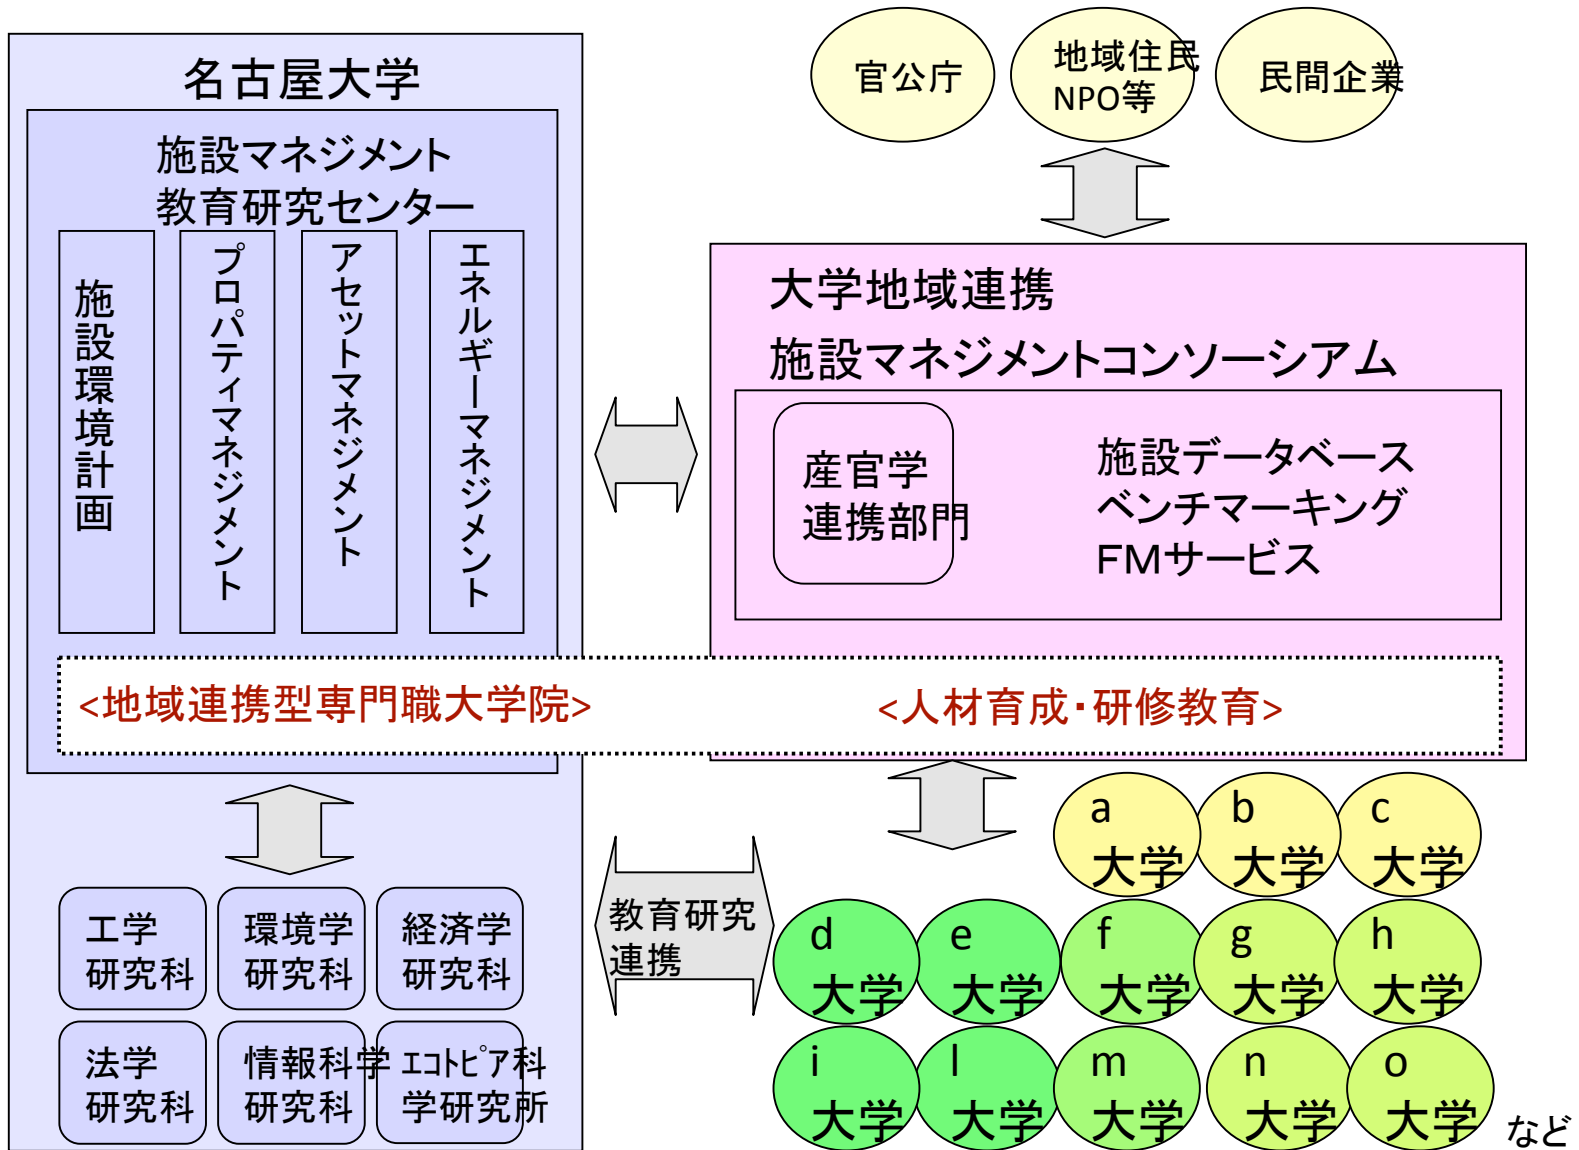 名古屋大学
施設マネジメント
教育研究センター
施設環境計画
プロパティマネジメント
アセットマネジメント
エネルギーマネジメント
官公庁
地域住民
NPO等
民間企業
大学地域連携
施設マネジメントコンソーシアム
産官学
連携部門
施設データベース
ベンチマーキング
FMサービス
<地域連携型専門職大学院>
<人材育成・研修教育>
工学
研究科
環境学
研究科
経済学
研究科
法学
研究科
情報科学
研究科
エコトピア科
学研究所
教育研究
連携
a
大学
b
大学
c
大学
d
大学
e
大学
f
大学
g
大学
h
大学
i
大学
l
大学
m
大学
n
大学
o
大学
など